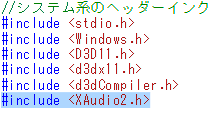 //システム系のヘッダーインク
#include <stdio.h>
#include <Windows.h>
#include <D3D11.h>
#include <d3dx11.h>
#include <d3dCompiler.h>
#include <XAudio2.h>